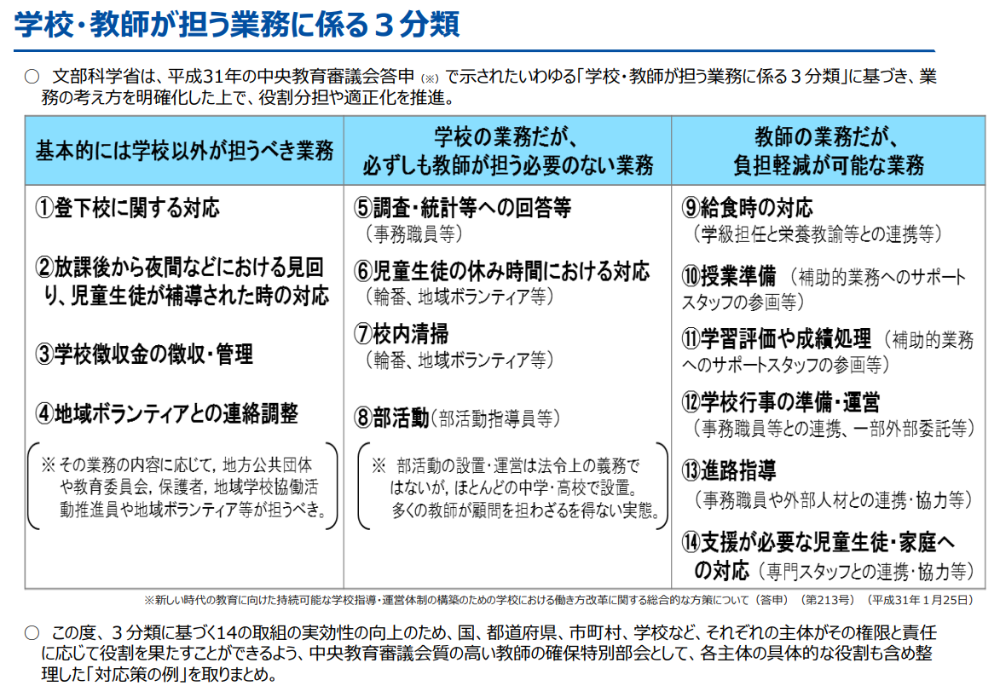 学校・教師が担う業務に係る３分類
○ 文部科学省は、平成31年の中央教育審議会答申（※）で示されたいわゆる「学校・教師が担う業務に係る３分類」に基づき、業
務の考え方を明確化した上で、役割分担や適正化を推進。
基本的には学校以外が担うべき業務
①登下校に関する対応
②放課後から夜間などにおける見回
り、児童生徒が補導された時の対応
③学校徴収金の徴収・管理
④地域ボランティアとの連絡調整
※ その業務の内容に応じて，地方公共団体
や教育委員会，保護者，地域学校協働活
動推進員や地域ボランティア等が担うべき。
学校の業務だが、
必ずしも教師が担う必要のない業務
⑤調査・統計等への回答等
（事務職員等）
⑥児童生徒の休み時間における対応
（輪番、地域ボランティア等）
⑦校内清掃
（輪番、地域ボランティア等）
⑧部活動（部活動指導員等）
※ 部活動の設置・運営は法令上の義務で
はないが，ほとんどの中学・高校で設置。
多くの教師が顧問を担わざるを得ない実態。
教師の業務だが、
負担軽減が可能な業務
⑨給食時の対応
（学級担任と栄養教諭等との連携等）
⑩授業準備（補助的業務へのサポート
スタッフの参画等）
⑪学習評価や成績処理（補助的業務
へのサポートスタッフの参画等）
⑫学校行事の準備・運営
（事務職員等との連携、一部外部委託等）
⑬進路指導
（事務職員や外部人材との連携・協力等）
⑭支援が必要な児童生徒・家庭へ
の対応（専門スタッフとの連携・協力等）
※新しい時代の教育に向けた持続可能な学校指導・運営体制の構築のための学校における働き方改革に関する総合的な方策について（答申）（第213号）（平成31年１月25日）
○ この度、３分類に基づく14の取組の実効性の向上のため、国、都道府県、市町村、学校など、それぞれの主体がその権限と責任
に応じて役割を果たすことができるよう、中央教育審議会質の高い教師の確保特別部会として、各主体の具体的な役割も含め整
理した「対応策の例」を取りまとめ。